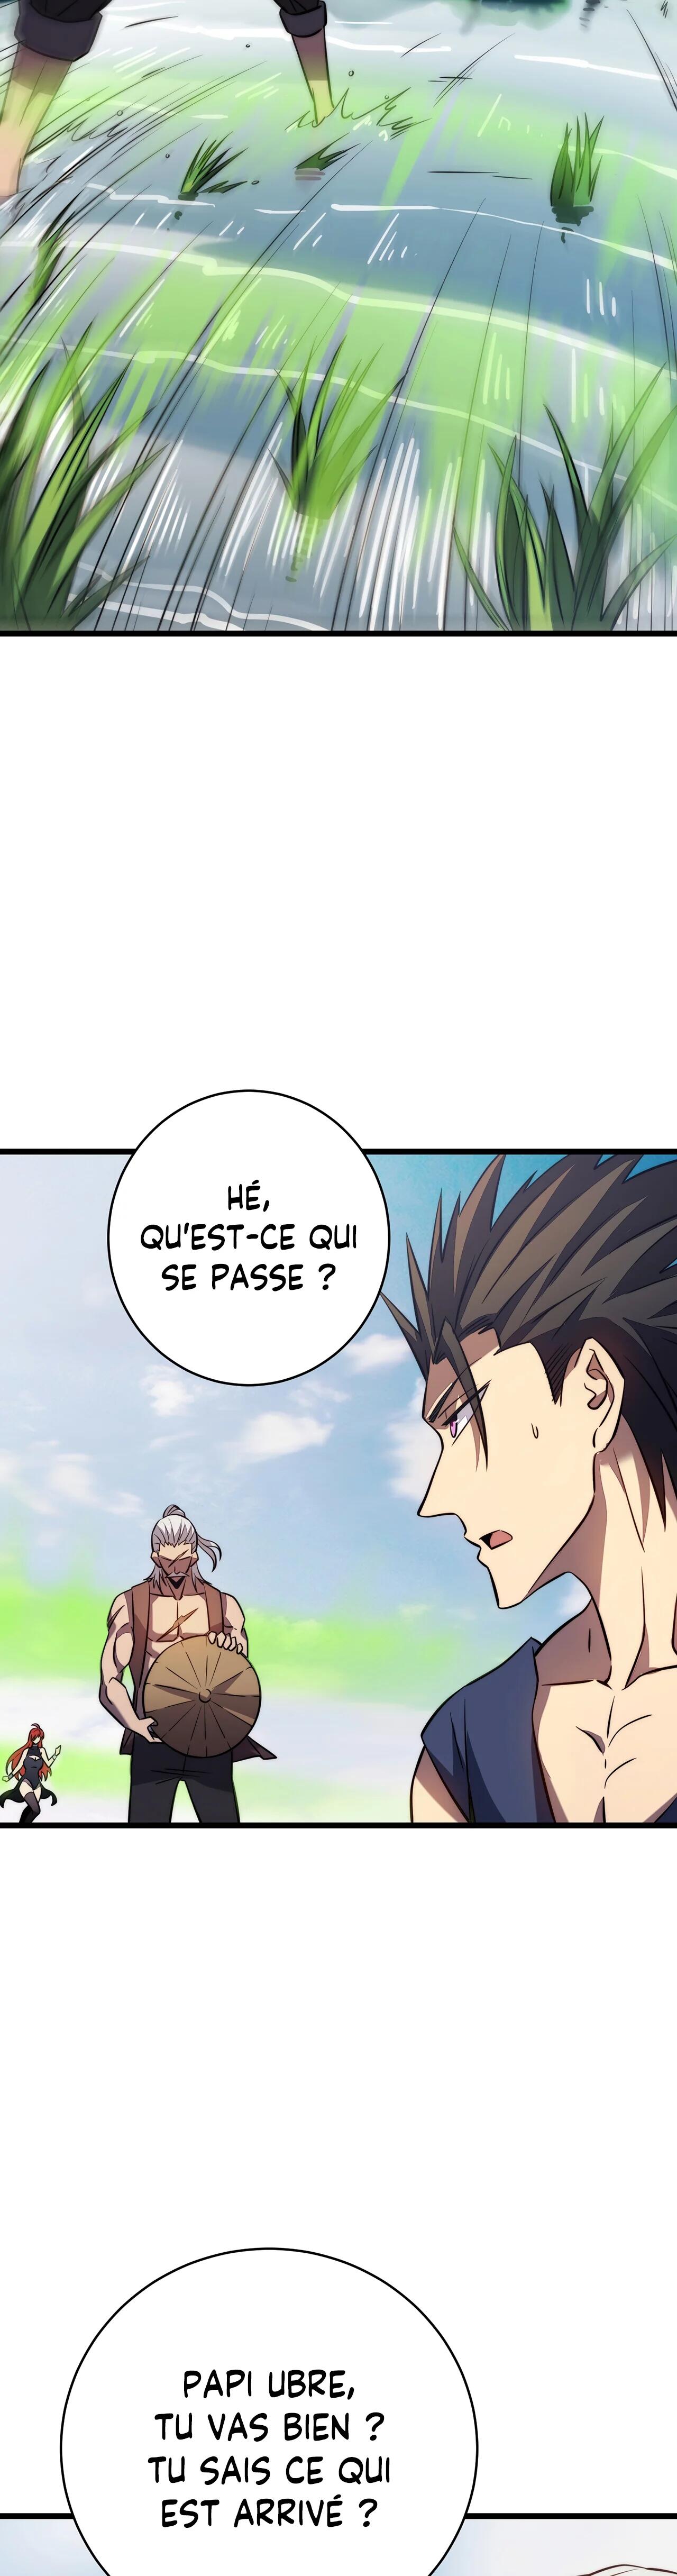 HÉ,
QU'EST-CE QUI
SE PASSE ?
PAPI UBRE,
TU VAS BIEN ?
TU SAIS CE QUI
EST ARRIVÉ ?